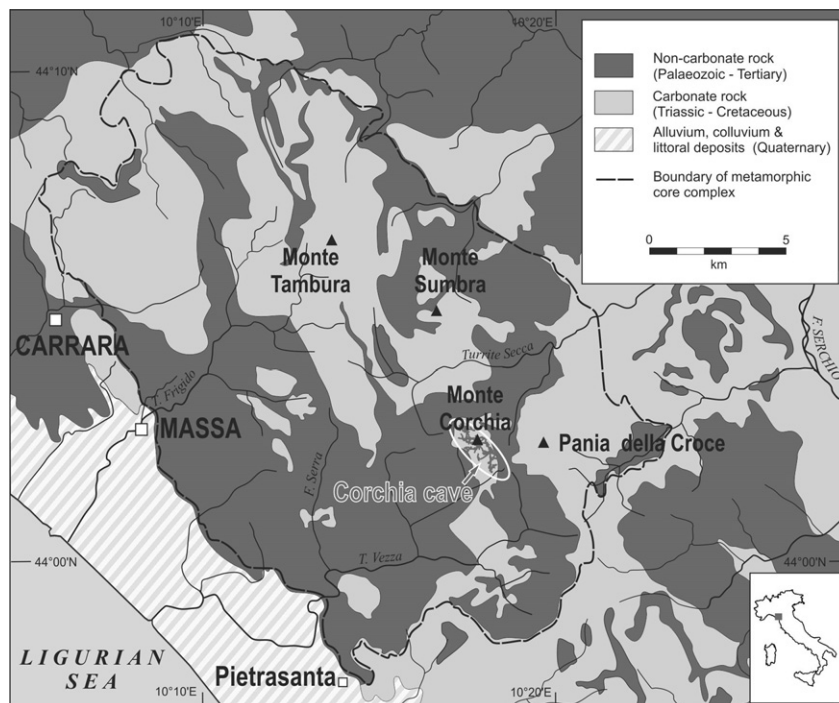 10°10'E
10°20'E
44°10'N
Non-carbonate rock
(Palaeozoic - Tertiary)
Carbonate rock
(Triassic - Cretaceous)
Alluvium, colluvium &
littoral deposits (Quaternary)
Boundary of metamorphic
core complex
0
5
km
Monte
Tambura
Monte
Sumbra
CARRARA
F. SERCHIO
Turrite Secca
T. Frigido
Monte
Corchia
MASSA
Pania della Croce
Corchia cave
F. Serra
T. Vezza
44°00'N
44°00'N
LIGURIAN
SEA
Pietrasanta
10°10'E
10°20'E